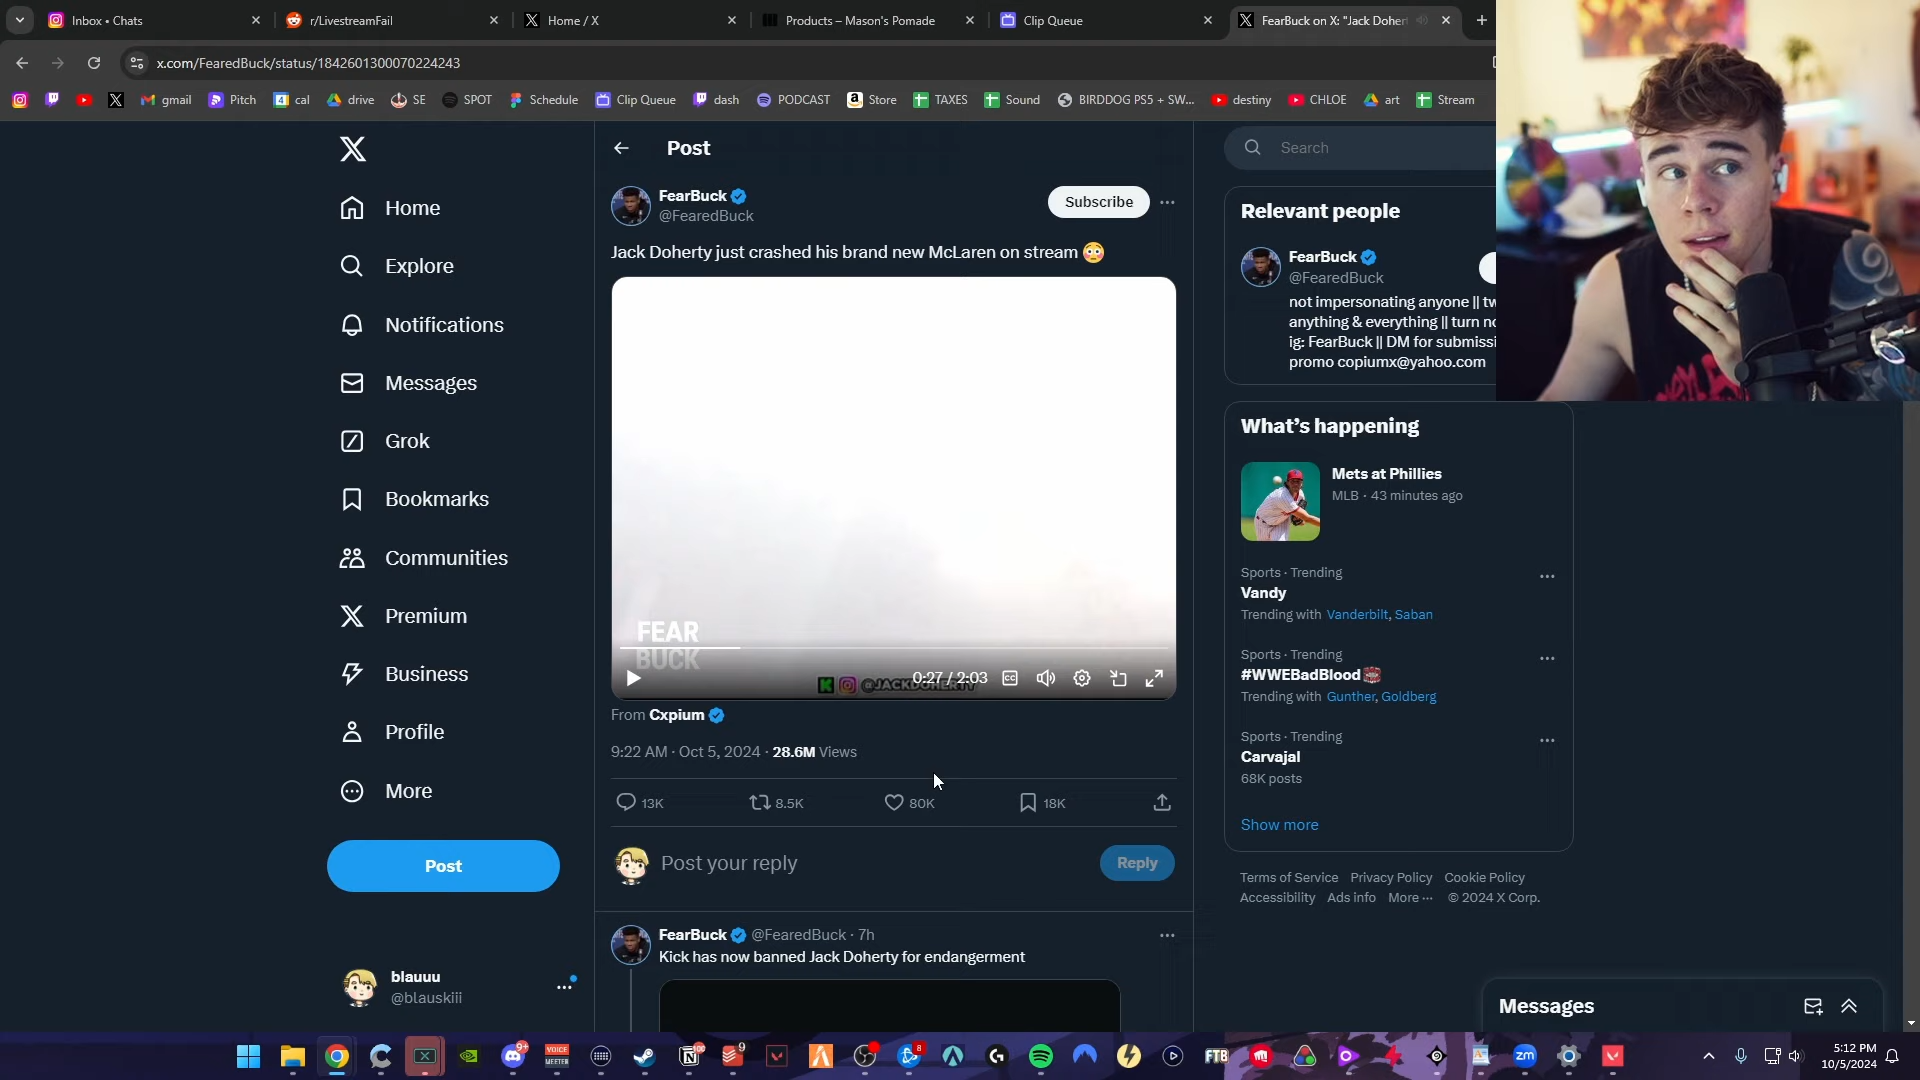 Inbox • Chats
r/LivestreamFail
Home / X
Products – Mason's Pomade
Clip Queue
FearBuck on X: "Jack Doher
x.com/FearedBuck/status/1842601300070224243
gmail
Pitch
cal
drive
SE
SPOT
Schedule
Clip Queue
dash
PODCAST
Store
TAXES
Sound
BIRDDOG PS5 + SW...
destiny
CHLOE
art
Stream
Home
Explore
Notifications
Messages
Grok
Bookmarks
Communities
Premium
Business
Profile
More
Post
blauuu
@blauskiii
Post
FearBuck
@FearedBuck
Subscribe
Jack Doherty just crashed his brand new McLaren on stream
FEAR
BUCK
0:27 / 2:03
@JACKDOHERTY
From Cxpium
9:22 AM · Oct 5, 2024 · 28.6M Views
13K
8.5K
80K
18K
Post your reply
Reply
FearBuck @FearedBuck · 7h
Kick has now banned Jack Doherty for endangerment
Search
Relevant people
FearBuck
@FearedBuck
not impersonating anyone || tw
anything & everything || turn no
ig: FearBuck || DM for submissi
promo copiumx@yahoo.com
What's happening
Mets at Phillies
MLB · 43 minutes ago
Sports · Trending
Vandy
Trending with Vanderbilt, Saban
Sports · Trending
#WWEBadBlood
Trending with Gunther, Goldberg
Sports · Trending
Carvajal
68K posts
Show more
Terms of Service Privacy Policy Cookie Policy
Accessibility Ads info More ··· © 2024 X Corp.
Messages
VOICE
MEETER
9+
9
8
FTB
zm
5:12 PM
10/5/2024